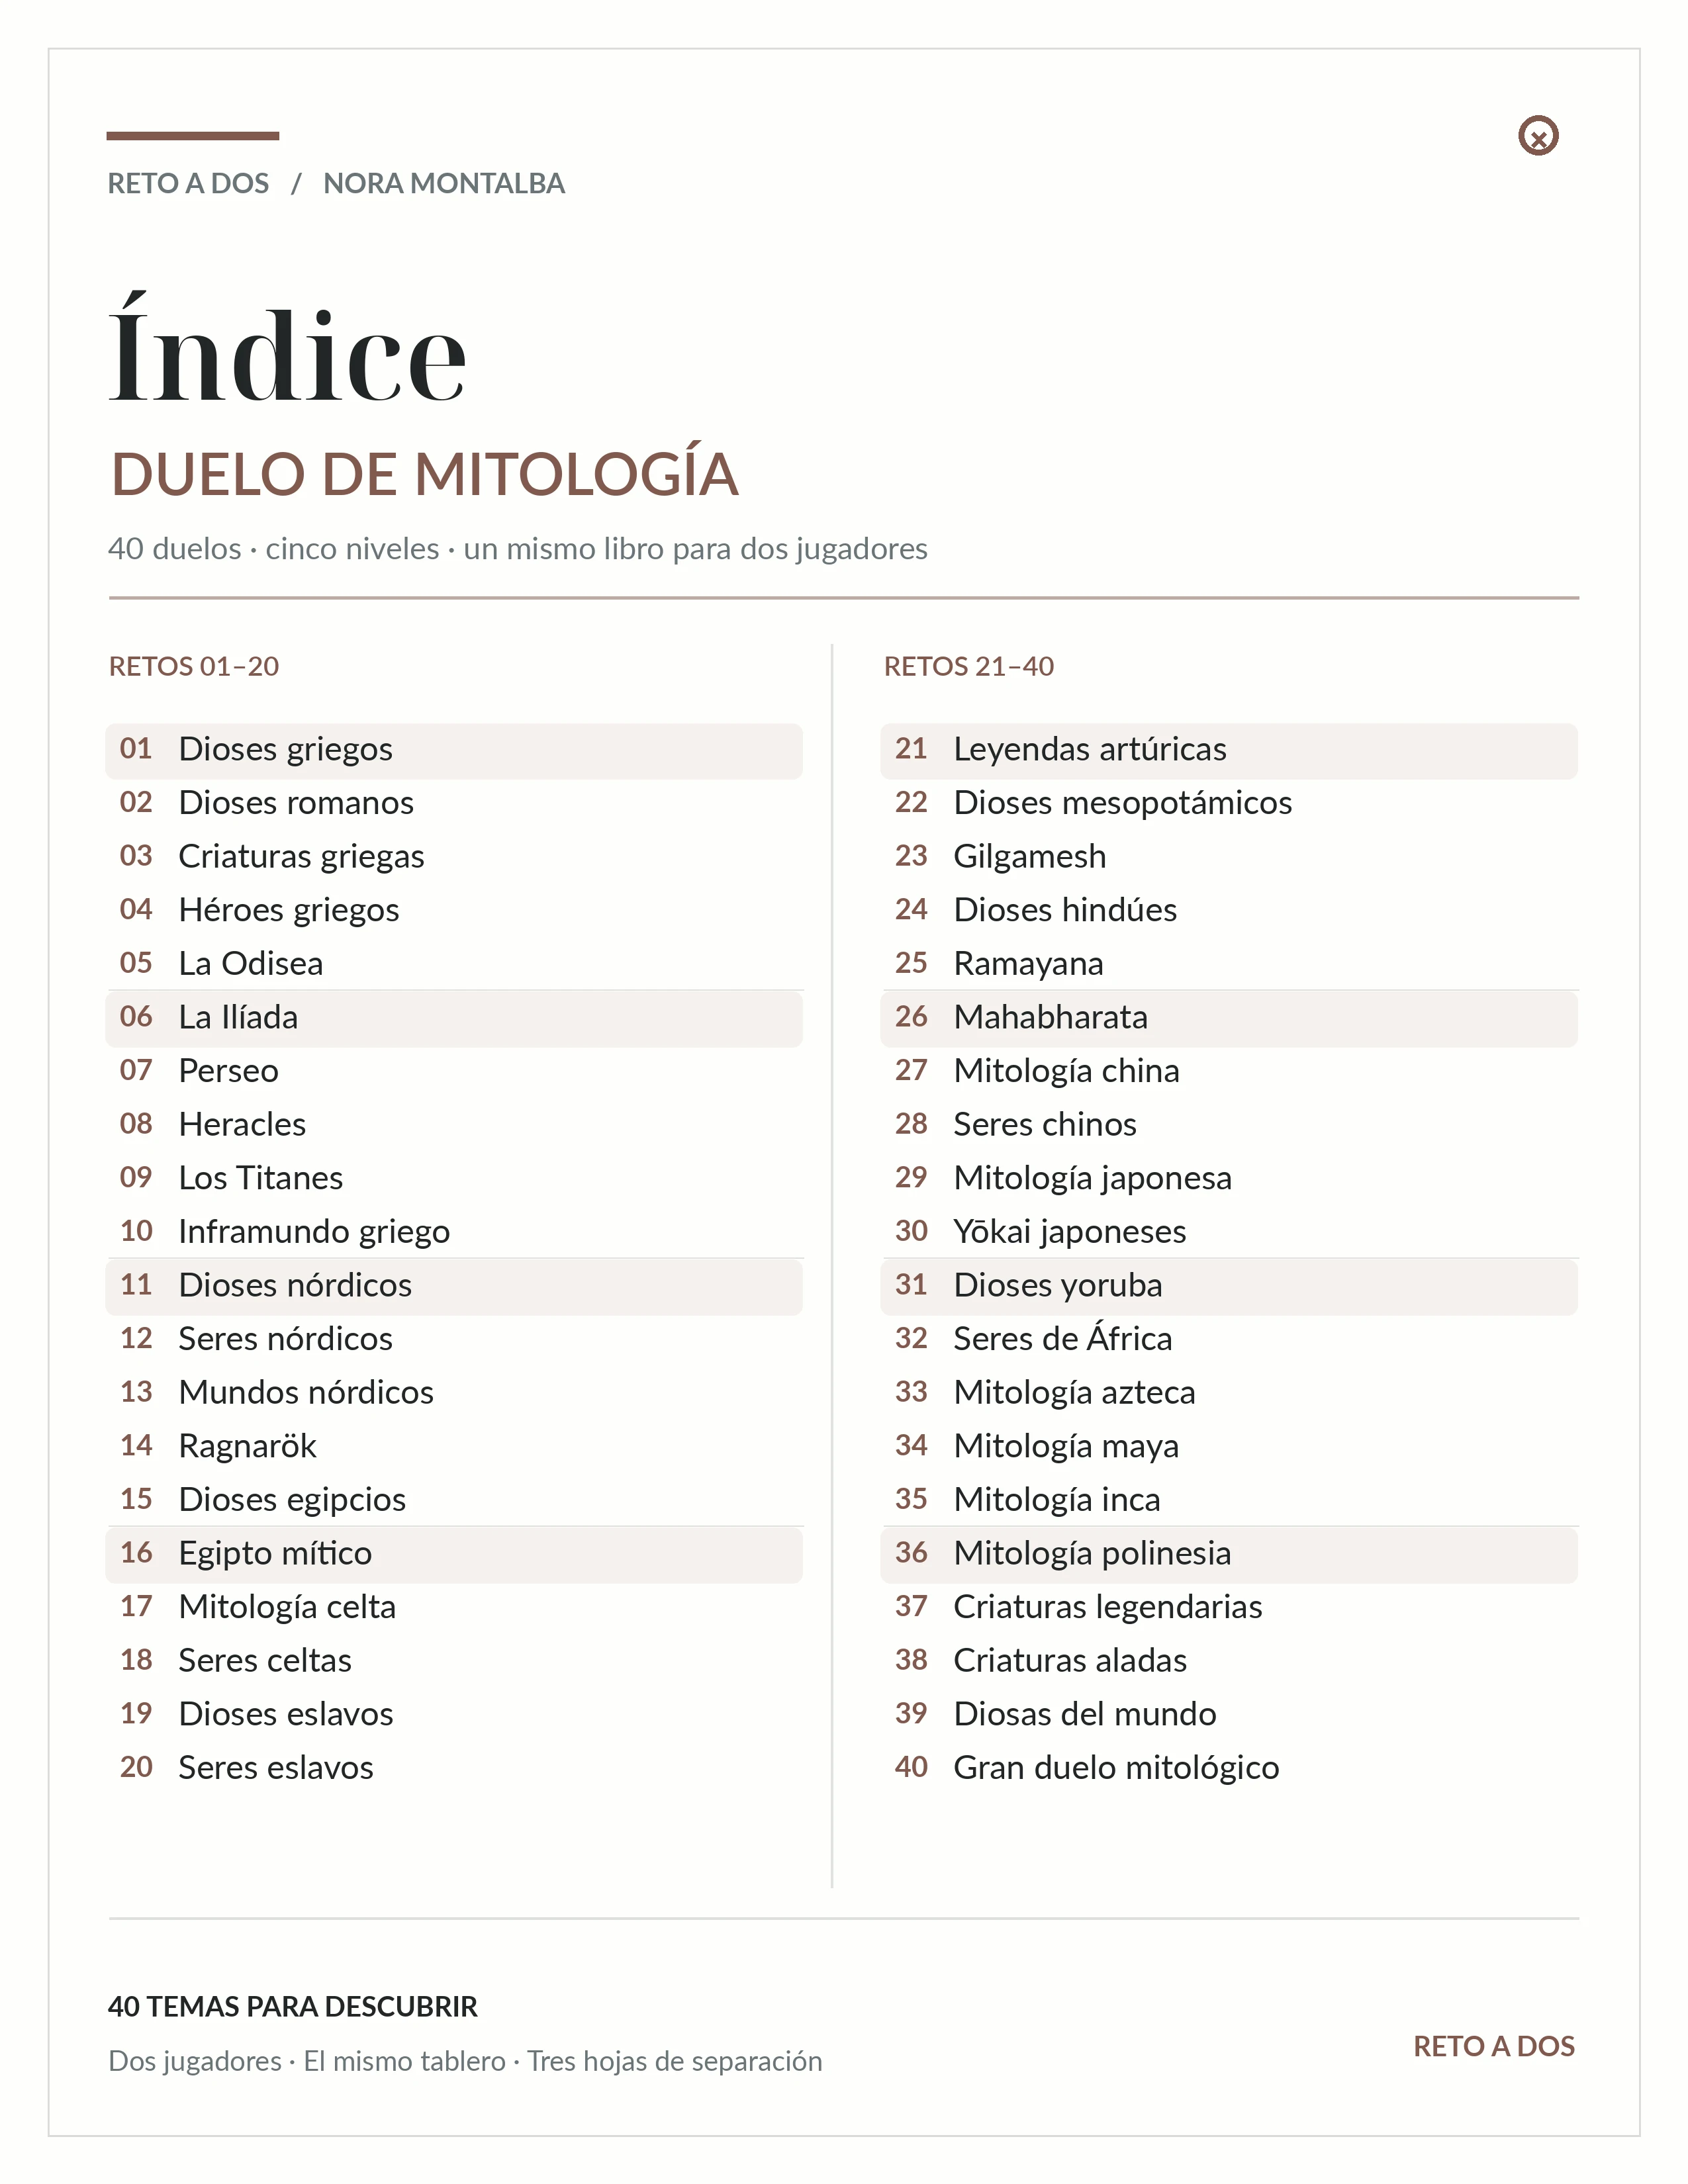 RETO A DOS / NORA MONTALBA
Índice
DUELO DE MITOLOGÍA
40 duelos · cinco niveles · un mismo libro para dos jugadores
RETOS 01–20
01 Dioses griegos
02 Dioses romanos
03 Criaturas griegas
04 Héroes griegos
05 La Odisea
06 La Ilíada
07 Perseo
08 Heracles
09 Los Titanes
10 Inframundo griego
11 Dioses nórdicos
12 Seres nórdicos
13 Mundos nórdicos
14 Ragnarök
15 Dioses egipcios
16 Egipto mítico
17 Mitología celta
18 Seres celtas
19 Dioses eslavos
20 Seres eslavos
RETOS 21–40
21 Leyendas artúricas
22 Dioses mesopotámicos
23 Gilgamesh
24 Dioses hindúes
25 Ramayana
26 Mahabharata
27 Mitología china
28 Seres chinos
29 Mitología japonesa
30 Yōkai japoneses
31 Dioses yoruba
32 Seres de África
33 Mitología azteca
34 Mitología maya
35 Mitología inca
36 Mitología polinesia
37 Criaturas legendarias
38 Criaturas aladas
39 Diosas del mundo
40 Gran duelo mitológico
40 TEMAS PARA DESCUBRIR
Dos jugadores · El mismo tablero · Tres hojas de separación
RETO A DOS